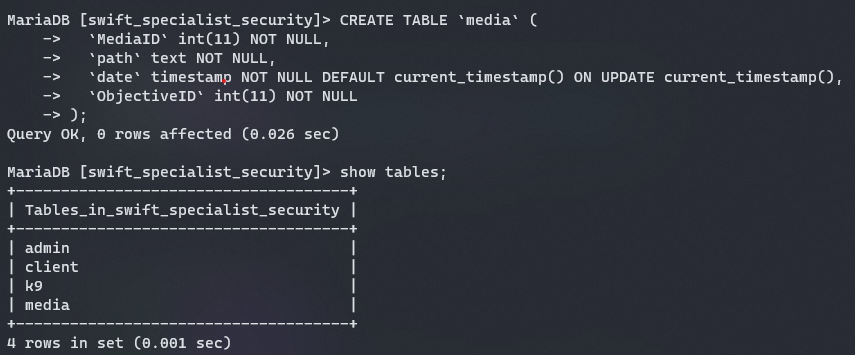 MariaDB [swift_specialist_security]> CREATE TABLE `media` (
    ->   `MediaID` int(11) NOT NULL,
    ->   `path` text NOT NULL,
    ->   `date` timestamp NOT NULL DEFAULT current_timestamp() ON UPDATE current_timestamp(),
    ->   `ObjectiveID` int(11) NOT NULL
    -> );
Query OK, 0 rows affected (0.026 sec)

MariaDB [swift_specialist_security]> show tables;
+-------------------------------------+
| Tables_in_swift_specialist_security |
+-------------------------------------+
| admin                               |
| client                              |
| k9                                  |
| media                               |
+-------------------------------------+
4 rows in set (0.001 sec)